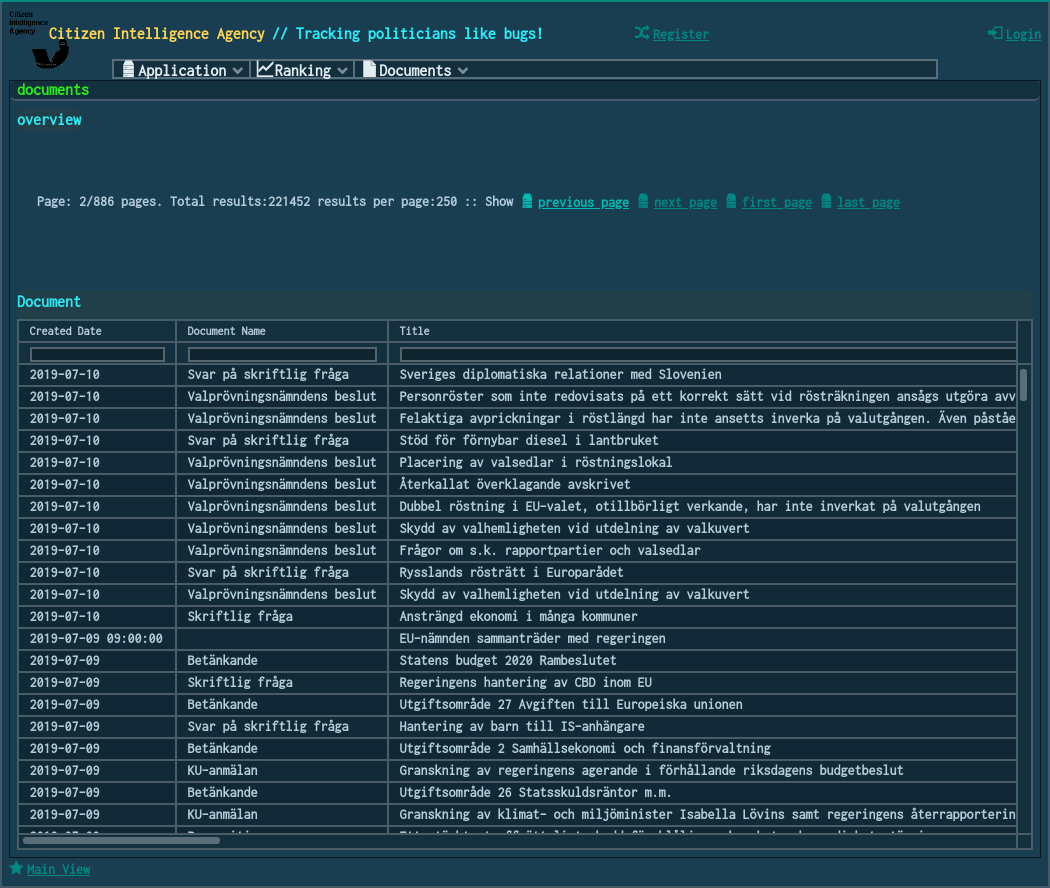 Citizen
Intelligence
Agency
Citizen Intelligence Agency // Tracking politicians like bugs!
Register
Login
Application
Ranking
Documents
documents
overview
Page: 2/886 pages. Total results:221452 results per page:250 :: Show previous page next page first page last page
Document
Created Date Document Name Title
2019-07-10 Svar på skriftlig fråga Sveriges diplomatiska relationer med Slovenien
2019-07-10 Valprövningsnämndens beslut Personröster som inte redovisats på ett korrekt sätt vid rösträkningen ansågs utgöra avv
2019-07-10 Valprövningsnämndens beslut Felaktiga avprickningar i röstlängd har inte ansetts inverka på valutgången. Även påståe
2019-07-10 Svar på skriftlig fråga Stöd för förnybar diesel i lantbruket
2019-07-10 Valprövningsnämndens beslut Placering av valsedlar i röstningslokal
2019-07-10 Valprövningsnämndens beslut Återkallat överklagande avskrivet
2019-07-10 Valprövningsnämndens beslut Dubbel röstning i EU-valet, otillbörligt verkande, har inte inverkat på valutgången
2019-07-10 Valprövningsnämndens beslut Skydd av valhemligheten vid utdelning av valkuvert
2019-07-10 Valprövningsnämndens beslut Frågor om s.k. rapportpartier och valsedlar
2019-07-10 Svar på skriftlig fråga Rysslands rösträtt i Europarådet
2019-07-10 Valprövningsnämndens beslut Skydd av valhemligheten vid utdelning av valkuvert
2019-07-10 Skriftlig fråga Ansträngd ekonomi i många kommuner
2019-07-09 09:00:00 EU-nämnden sammanträder med regeringen
2019-07-09 Betänkande Statens budget 2020 Rambeslutet
2019-07-09 Skriftlig fråga Regeringens hantering av CBD inom EU
2019-07-09 Betänkande Utgiftsområde 27 Avgiften till Europeiska unionen
2019-07-09 Svar på skriftlig fråga Hantering av barn till IS-anhängare
2019-07-09 Betänkande Utgiftsområde 2 Samhällsekonomi och finansförvaltning
2019-07-09 KU-anmälan Granskning av regeringens agerande i förhållande riksdagens budgetbeslut
2019-07-09 Betänkande Utgiftsområde 26 Statsskuldsräntor m.m.
2019-07-09 KU-anmälan Granskning av klimat- och miljöminister Isabella Lövins samt regeringens återrapporterin
Main View